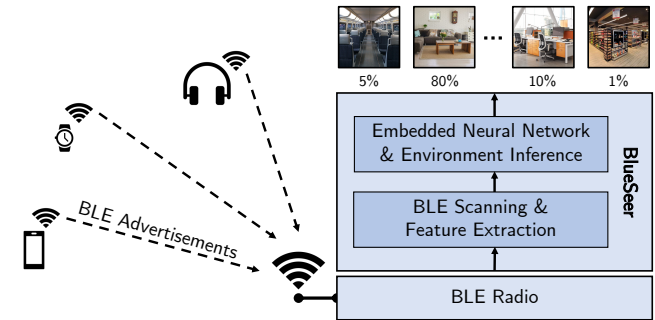 ...
5%
80%
10%
1%
Embedded Neural Network
& Environment Inference
BLE Scanning &
Feature Extraction
BlueSeer
BLE Advertisements
BLE Radio